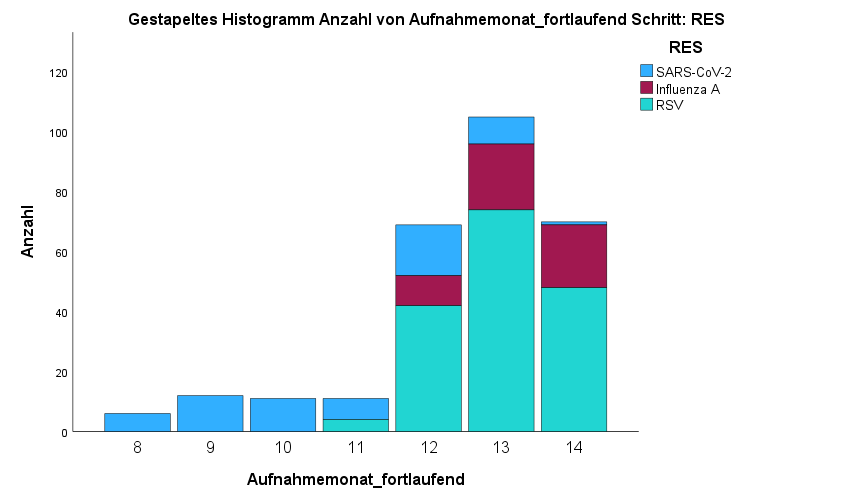 Gestapeltes Histogramm Anzahl von Aufnahmemonat_fortlaufend Schritt: RES
RES
SARS-CoV-2
Influenza A
RSV
Anzahl
120
100
80
60
40
20
0
8 9 10 11 12 13 14
Aufnahmemonat_fortlaufend